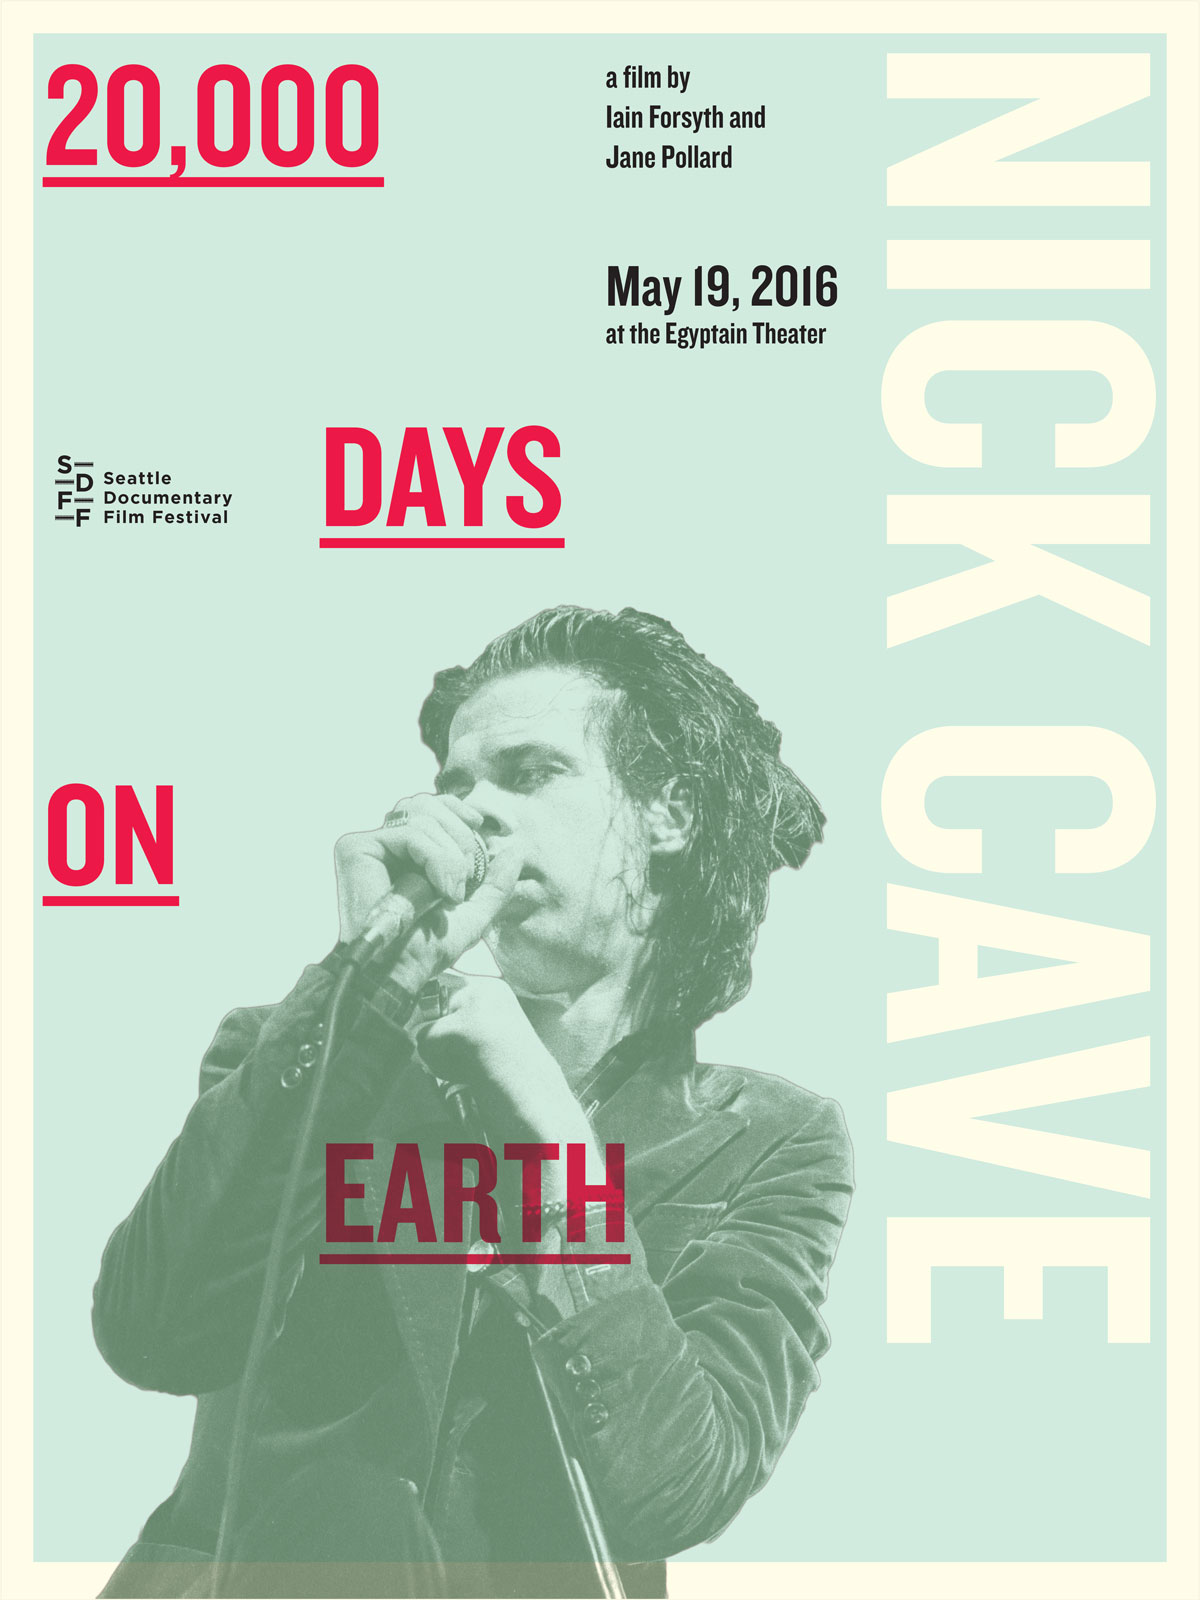 20,000
a film by
Iain Forsyth and
Jane Pollard
May 19, 2016
at the Egyptain Theater
NICK CAVE
DAYS
S
D
F
F
Seattle
Documentary
Film Festival
ON
EARTH